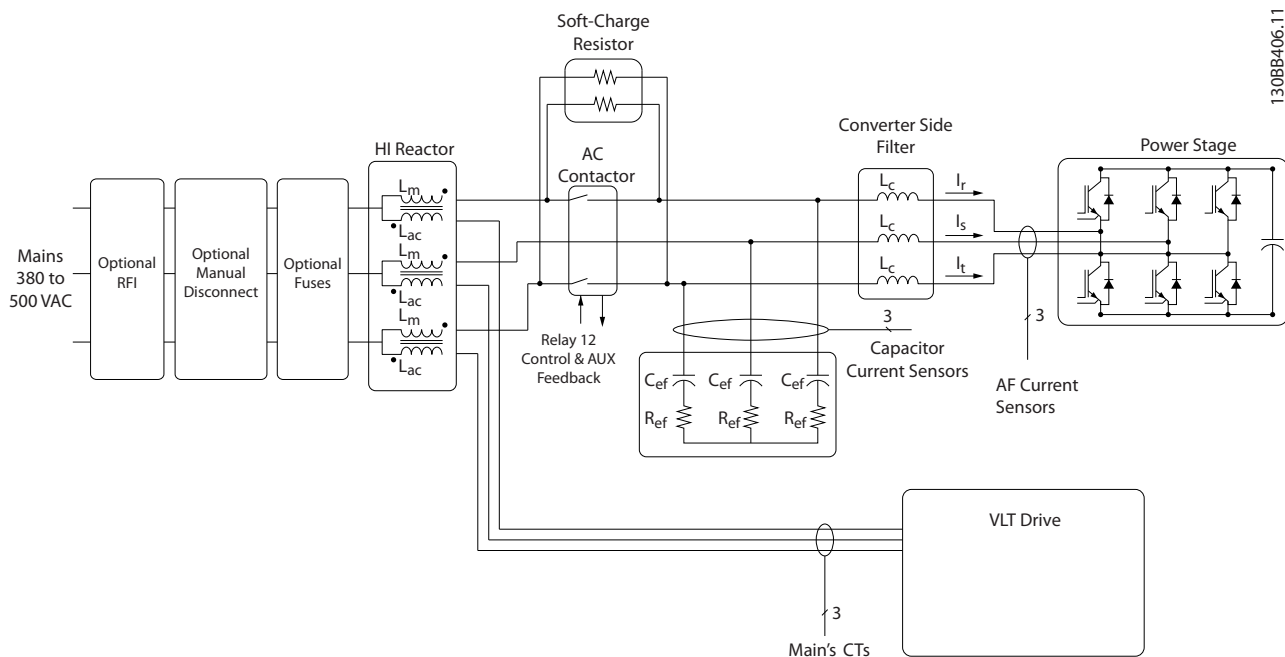 130BB406.11
Soft-Charge
Resistor
HI Reactor
AC
Contactor
Converter Side
Filter
Power Stage
Mains
380 to
500 VAC
Optional
RFI
Optional
Manual
Disconnect
Optional
Fuses
Lm
Lac
Lm
Lac
Lm
Lac
Relay 12
Control & AUX
Feedback
Lc
Lc
Lc
Ir
Is
It
3
Capacitor
Current Sensors
3
AF Current
Sensors
Cef
Cef
Cef
Ref
Ref
Ref
VLT Drive
3
Main's CTs